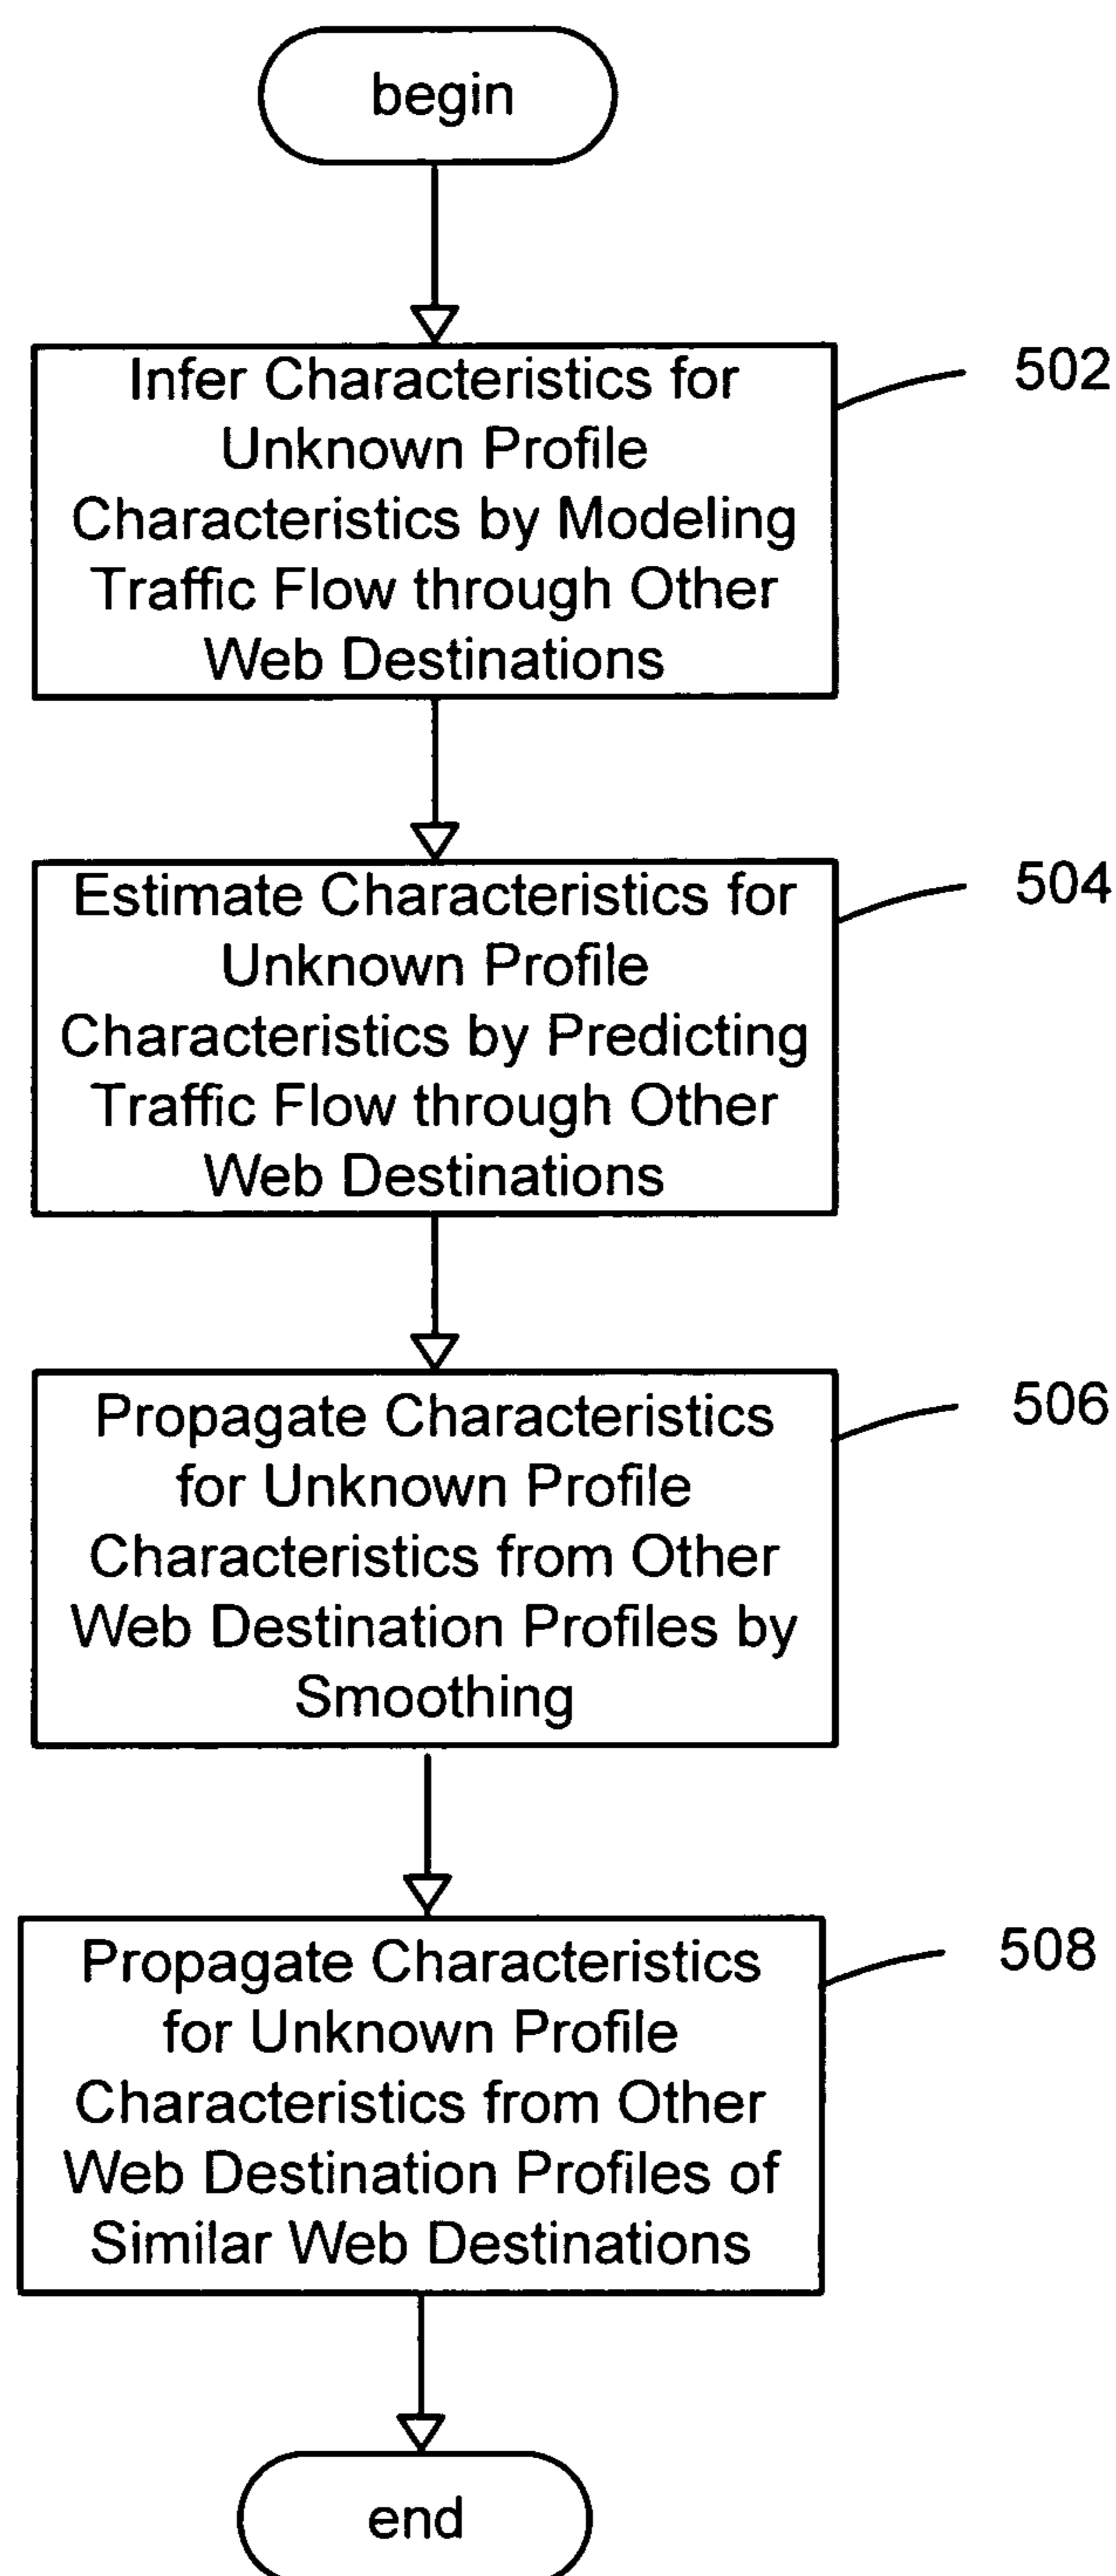 begin
Infer Characteristics for
Unknown Profile
Characteristics by Modeling
Traffic Flow through Other
Web Destinations
502
Estimate Characteristics for
Unknown Profile
Characteristics by Predicting
Traffic Flow through Other
Web Destinations
504
Propagate Characteristics
for Unknown Profile
Characteristics from Other
Web Destination Profiles by
Smoothing
506
Propagate Characteristics
for Unknown Profile
Characteristics from Other
Web Destination Profiles of
Similar Web Destinations
508
end